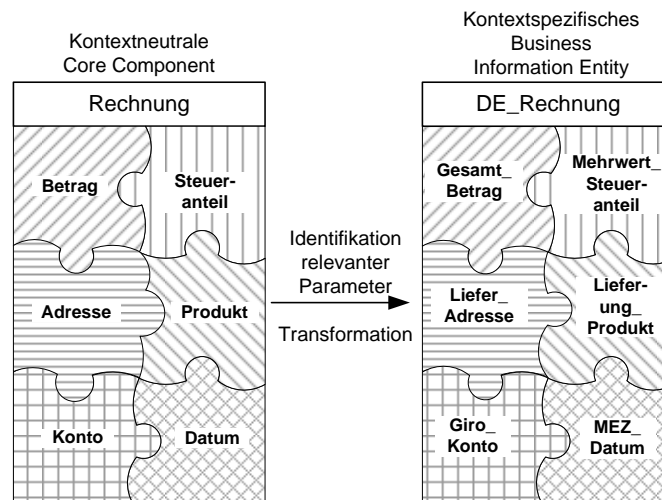 Kontextneutrale
Core Component
Rechnung
Betrag
Steuer-
anteil
Adresse
Produkt
Konto
Datum
Identifikation
relevanter
Parameter
Transformation
Kontextspezifisches
Business
Information Entity
DE_Rechnung
Gesamt_
Betrag
Mehrwert_
Steuer-
anteil
Liefer_
Adresse
Liefer-
ung_
Produkt
Giro_
Konto
MEZ_
Datum